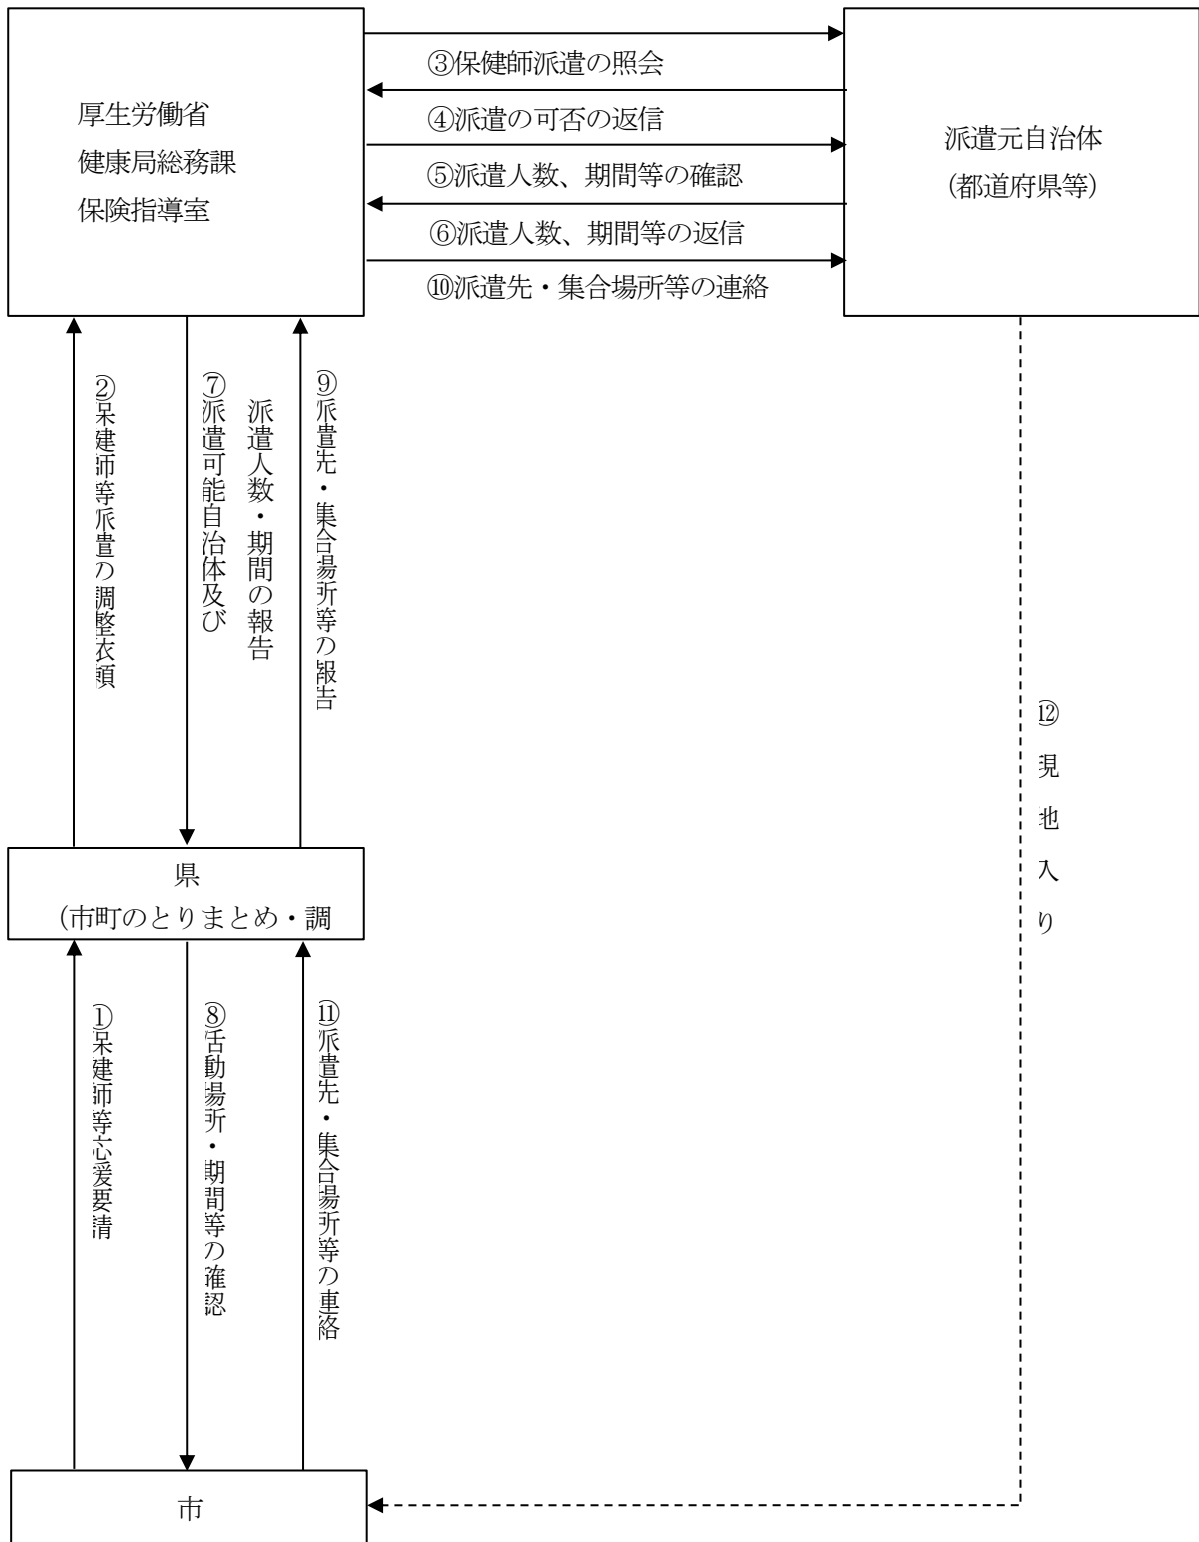 厚生労働省
健康局総務課
保険指導室
③保健師派遣の照会
④派遣の可否の返信
⑤派遣人数、期間等の確認
⑥派遣人数、期間等の返信
⑩派遣先・集合場所等の連絡
派遣元自治体
(都道府県等)
②保健師等派遣の調整依頼
⑦派遣可能自治体及び
派遣人数・期間の報告
⑨派遣先・集合場所等の報告
⑫現地入り
県
(市町のとりまとめ・調
①保健師等応援要請
⑧活動場所・期間等の確認
⑪派遣先・集合場所等の連絡
市